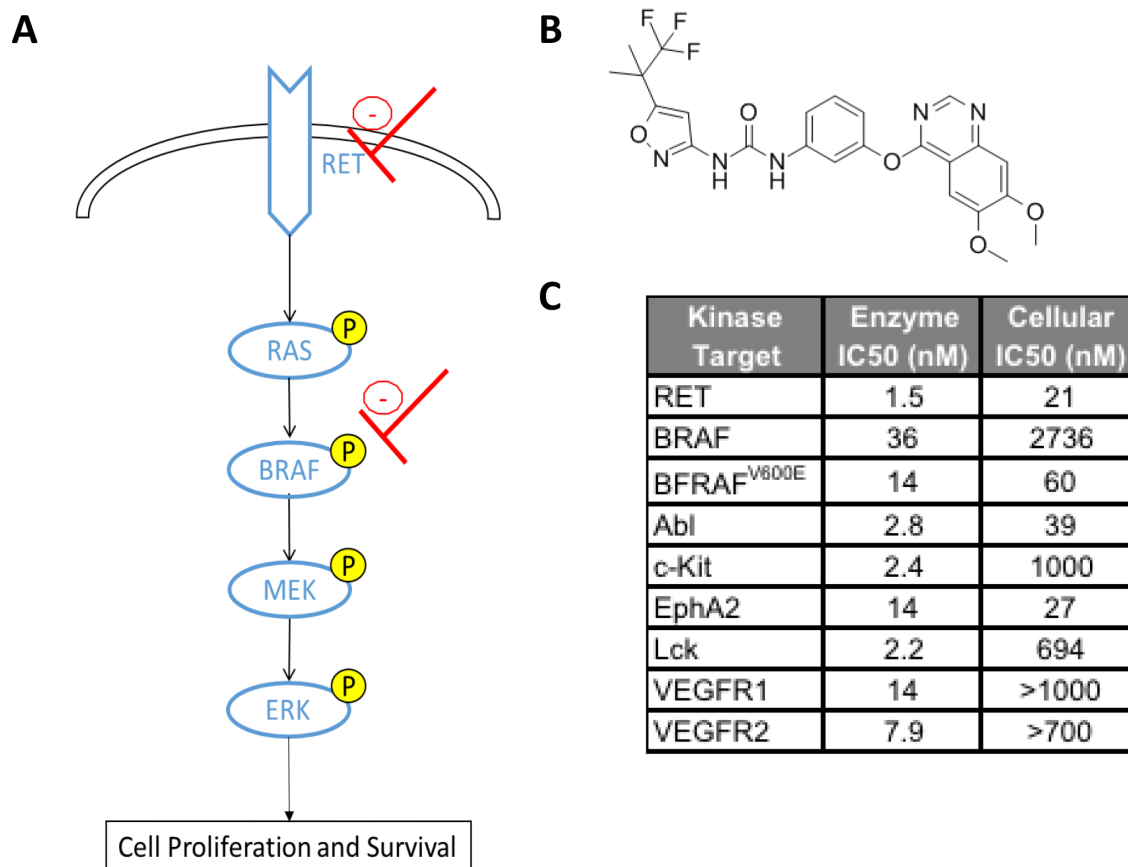 A
-
RET
P
RAS
-
P
BRAF
P
MEK
P
ERK
Cell Proliferation and Survival
B
F
F
F
O
N
O
N
H
N
H
O
N
N
O
O
C
Kinase Target Enzyme IC50 (nM) Cellular IC50 (nM)
RET 1.5 21
BRAF 36 2736
BFRAF^V600E 14 60
Abl 2.8 39
c-Kit 2.4 1000
EphA2 14 27
Lck 2.2 694
VEGFR1 14 >1000
VEGFR2 7.9 >700